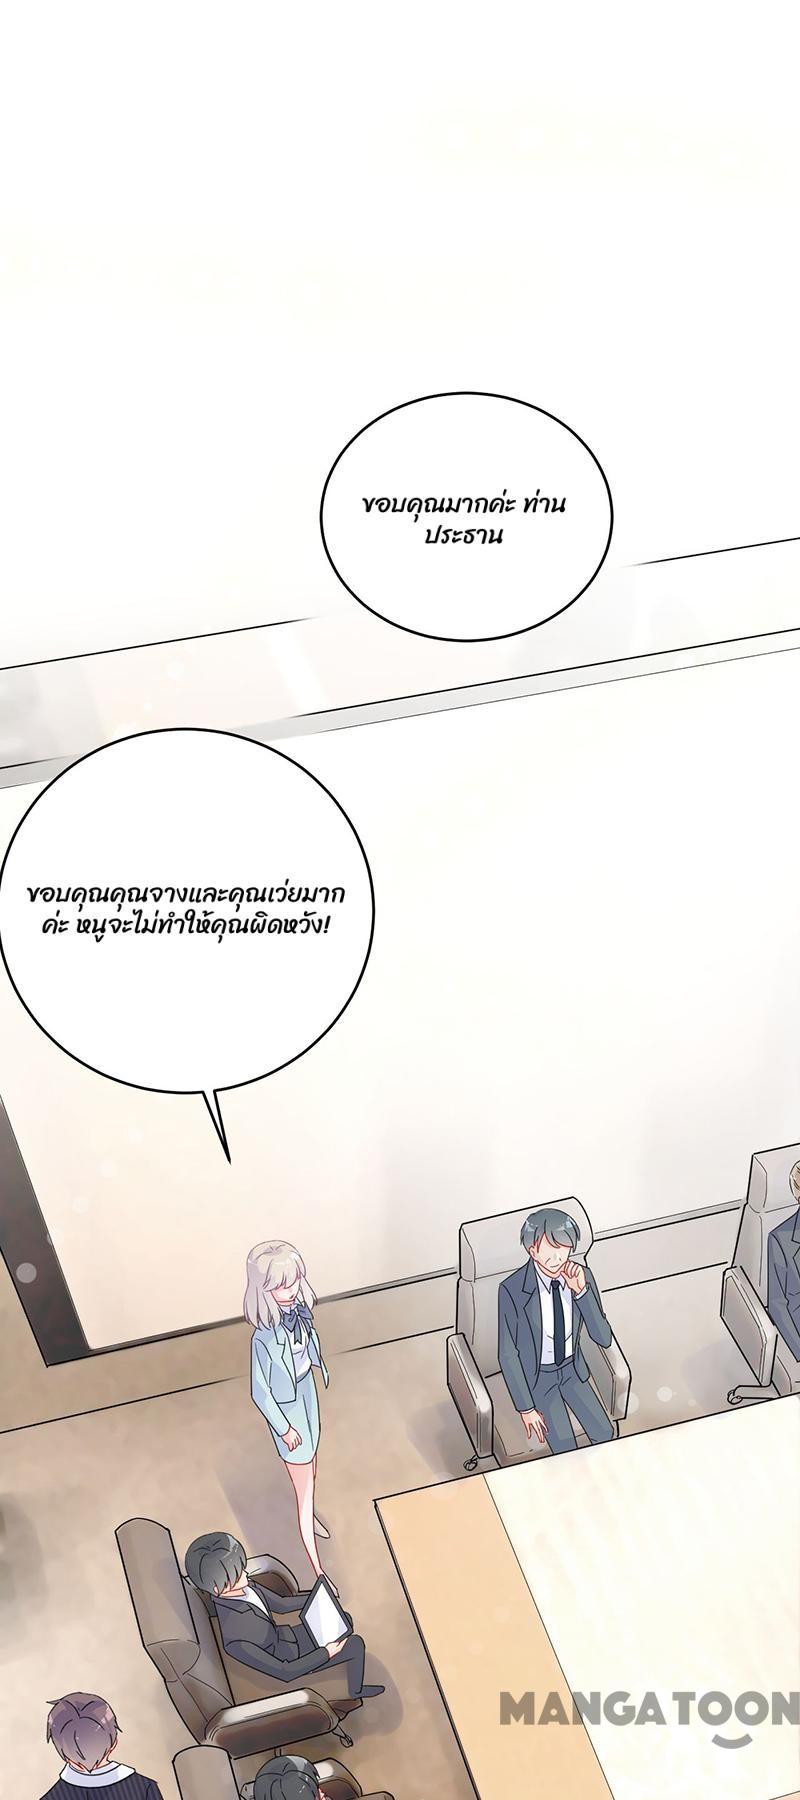 ขอบคุณมากค่ะ ท่าน
ประธาน
ขอบคุณคุณจางและคุณเว่ยมาก
ค่ะ หนูจะไม่ทำให้คุณผิดหวัง!
MANGATOON